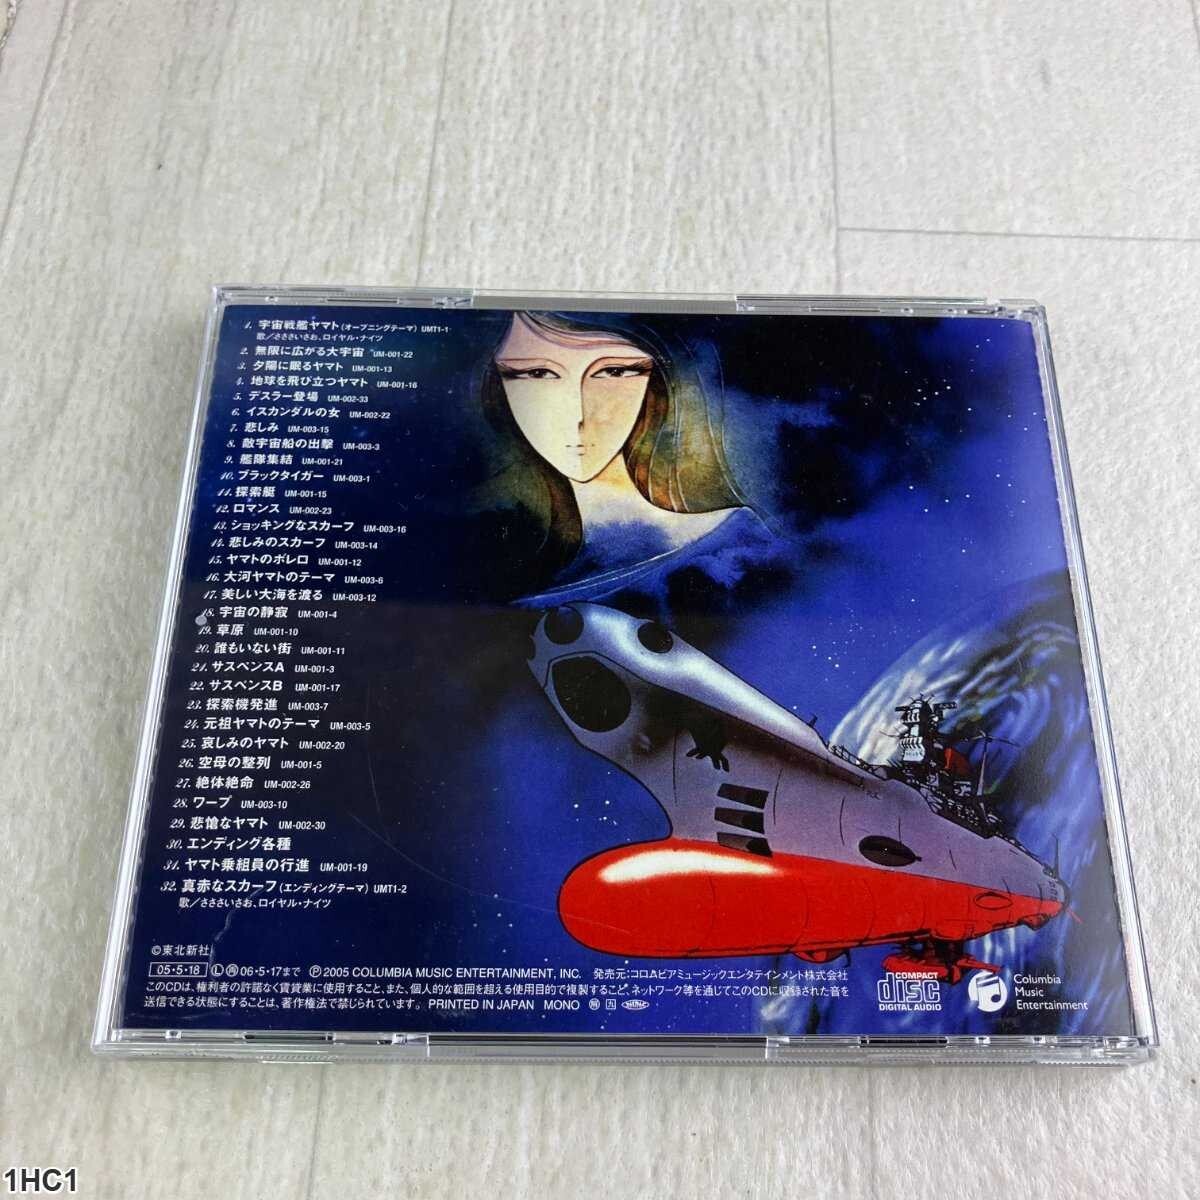 1. 宇宙戦艦ヤマト(オープニングテーマ) UMT1-1
歌／ささきいさお、ロイヤル・ナイツ
2. 無限に広がる大宇宙 UM-001-22
3. 夕陽に眠るヤマト UM-001-13
4. 地球を飛び立つヤマト UM-001-16
5. デスラー登場 UM-002-33
6. イスカンダルの女 UM-002-22
7. 悲しみ UM-003-15
8. 敵宇宙船の出撃 UM-003-3
9. 艦隊集結 UM-001-21
10. ブラックタイガー UM-003-1
11. 探索艇 UM-001-15
12. ロマンス UM-002-23
13. ショッキングなスカーフ UM-003-16
14. 悲しみのスカーフ UM-003-14
15. ヤマトのボレロ UM-001-12
16. 大河ヤマトのテーマ UM-003-6
17. 美しい大海を渡る UM-003-12
18. 宇宙の静寂 UM-001-4
19. 草原 UM-001-10
20. 誰もいない街 UM-001-11
21. サスペンスA UM-001-3
22. サスペンスB UM-001-17
23. 探索機発進 UM-003-7
24. 元祖ヤマトのテーマ UM-003-5
25. 哀しみのヤマト UM-002-20
26. 空母の整列 UM-001-5
27. 絶体絶命 UM-002-26
28. ワープ UM-003-10
29. 悲愴なヤマト UM-002-30
30. エンディング各種
31. ヤマト乗組員の行進 UM-001-19
32. 真赤なスカーフ(エンディングテーマ) UMT1-2
歌／ささきいさお、ロイヤル・ナイツ
©東北新社
05・5・18 Ⓛ 06・5・17まで ℗2005 COLUMBIA MUSIC ENTERTAINMENT, INC. 発売元:コロムビアミュージックエンタテインメント株式会社
このCDは、権利者の許諾なく賃貸業に使用すること、また、個人的な範囲を超える使用目的で複製すること、ネットワーク等を通じてこのCDに収録された音を
送信できる状態にすることは、著作権法で禁じられています。 PRINTED IN JAPAN MONO
COMPACT
disc
DIGITAL AUDIO
Columbia
Music
Entertainment
1HC1